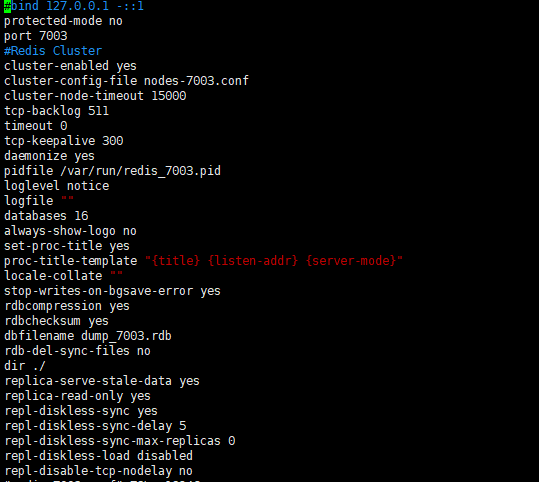 #bind 127.0.0.1 -::1
protected-mode no
port 7003
#Redis Cluster
cluster-enabled yes
cluster-config-file nodes-7003.conf
cluster-node-timeout 15000
tcp-backlog 511
timeout 0
tcp-keepalive 300
daemonize yes
pidfile /var/run/redis_7003.pid
loglevel notice
logfile ""
databases 16
always-show-logo no
set-proc-title yes
proc-title-template "{title} {listen-addr} {server-mode}"
locale-collate ""
stop-writes-on-bgsave-error yes
rdbcompression yes
rdbchecksum yes
dbfilename dump_7003.rdb
rdb-del-sync-files no
dir ./
replica-serve-stale-data yes
replica-read-only yes
repl-diskless-sync yes
repl-diskless-sync-delay 5
repl-diskless-sync-max-replicas 0
repl-diskless-load disabled
repl-disable-tcp-nodelay no